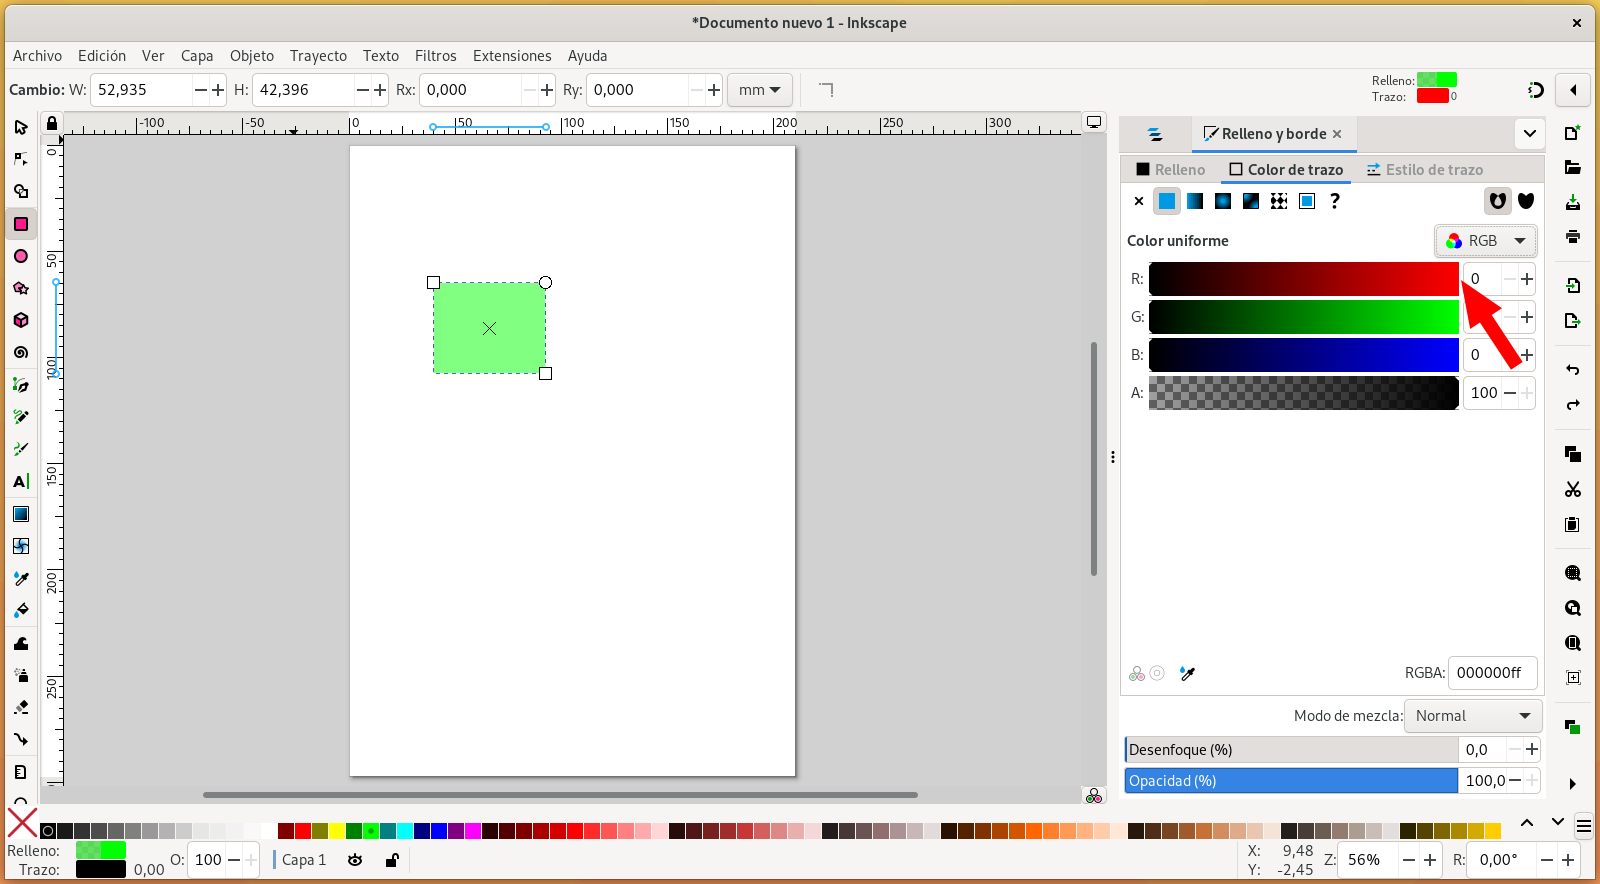 *Documento nuevo 1 - Inkscape
Archivo Edición Ver Capa Objeto Trayecto Texto Filtros Extensiones Ayuda
Cambio: W: 52,935 H: 42,396 Rx: 0,000 Ry: 0,000 mm
Relleno:
Trazo: 0
-100 -50 0 50 100 150 200 250 300
0
50
100
150
200
250
Relleno y borde
Relleno Color de trazo Estilo de trazo
Color uniforme RGB
R: 0
G:
B: 0
A: 100
RGBA: 000000ff
Modo de mezcla: Normal
Desenfoque (%) 0,0
Opacidad (%) 100,0
Relleno:
Trazo: 0,00
O: 100
Capa 1
X: 9,48
Y: -2,45
Z: 56%
R: 0,00°